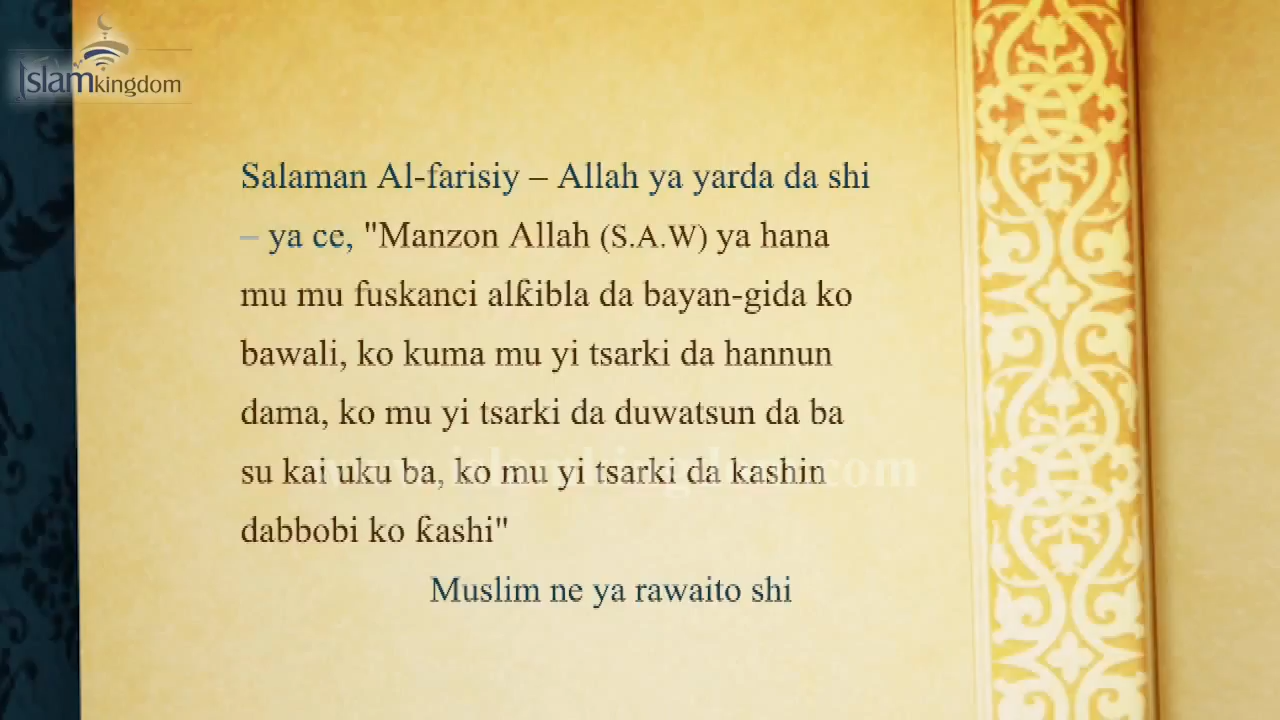 Islamkingdom
Salaman Al-farisiy – Allah ya yarda da shi
– ya ce, "Manzon Allah (S.A.W) ya hana
mu mu fuskanci alƙibla da bayan-gida ko
bawali, ko kuma mu yi tsarki da hannun
dama, ko mu yi tsarki da duwatsun da ba
su kai uku ba, ko mu yi tsarki da kashin
dabbobi ko ƙashi"
Muslim ne ya rawaito shi
www.islamkingdom.com